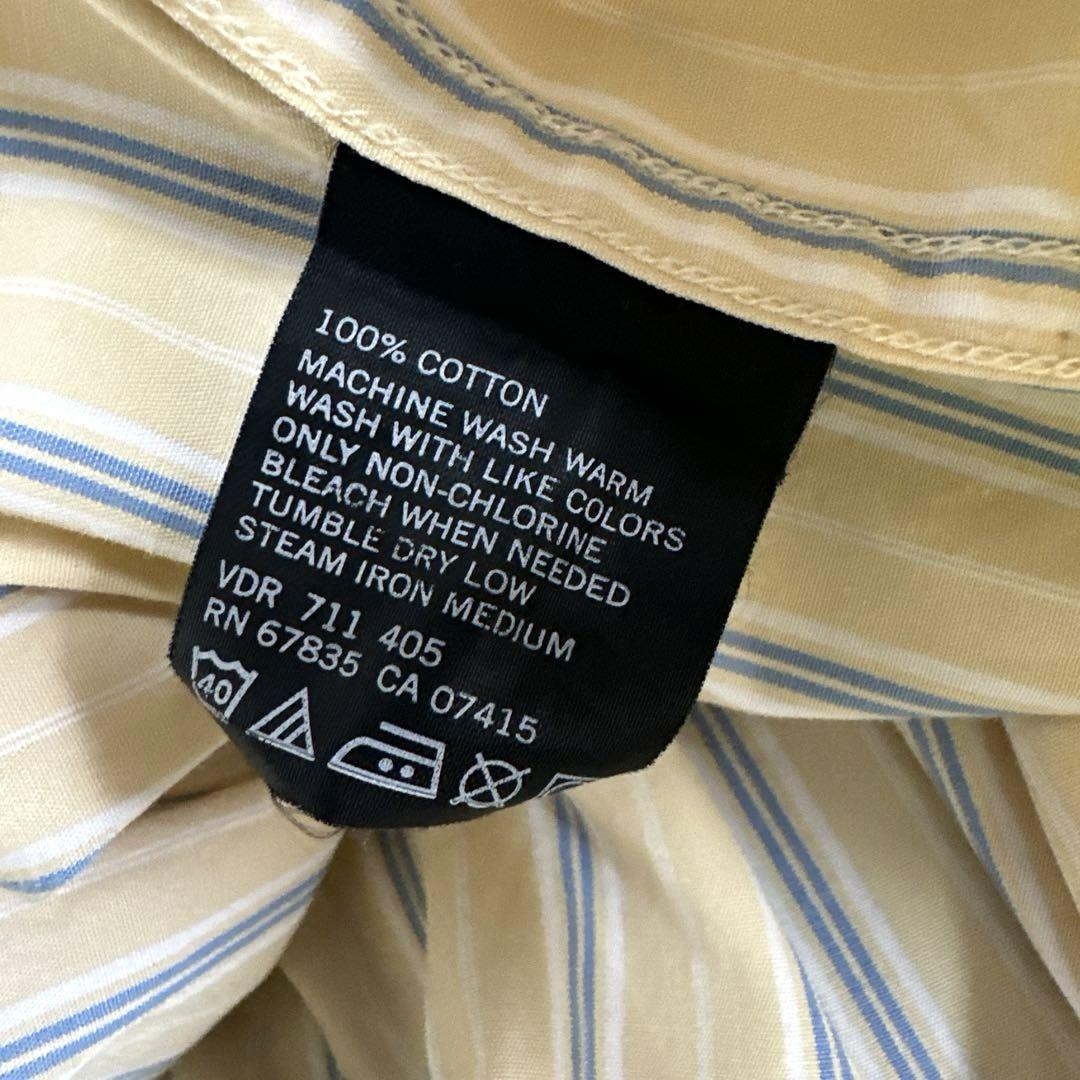 100% COTTON
MACHINE WASH WARM
WASH WITH LIKE COLORS
ONLY NON-CHLORINE
BLEACH WHEN NEEDED
TUMBLE DRY LOW
STEAM IRON MEDIUM
VDR 711 405
RN 67835 CA 07415
40